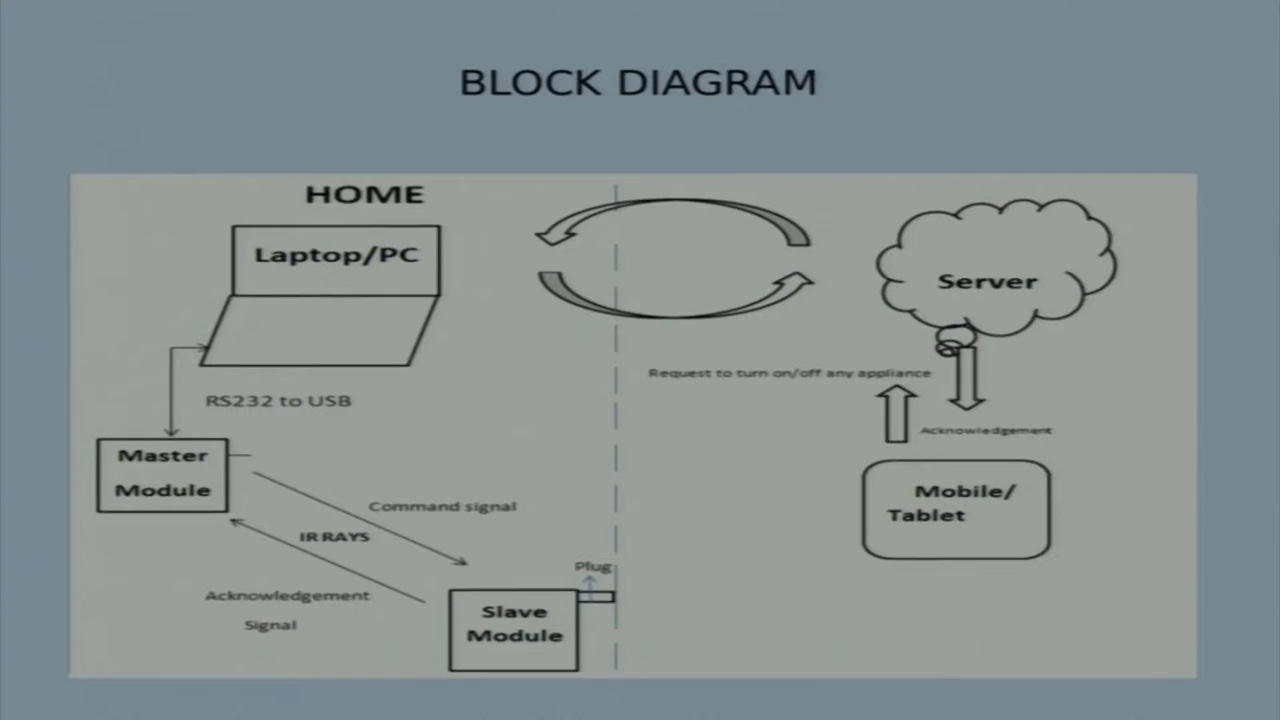 BLOCK DIAGRAM
HOME
Laptop/PC
Server
Request to turn on/off any appliance
RS232 to USB
Acknowledgement
Master
Module
Mobile/
Tablet
Command signal
IR RAYS
Plug
Acknowledgement
Signal
Slave
Module